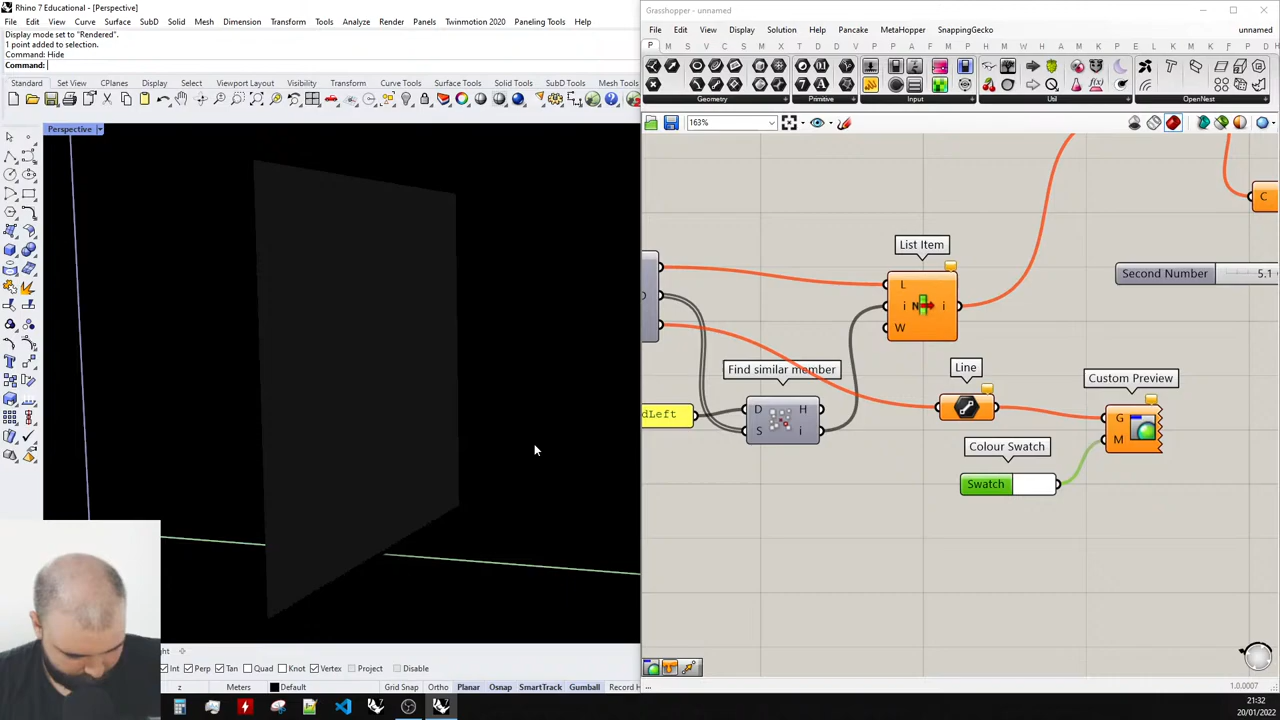 Rhino 7 Educational - [Perspective]
File Edit View Curve Surface SubD Solid Mesh Dimension Transform Tools Analyze Render Panels Twinmotion 2020 Paneling Tools Help
Display mode set to "Rendered".
1 point added to selection.
Command: Hide
Command:
Standard Set View CPlanes Display Viewport Layout Visibility Transform Curve Tools Surface Tools Solid Tools SubD Tools Mesh Tools
Perspective
Int Perp Tan Quad Knot Vertex Project Disable
z Meters Default Grid Snap Ortho Planar Osnap SmartTrack Gumball Record H
Grasshopper - unnamed
File Edit View Display Solution Help Pancake MetaHopper SnappingGecko unnamed
Geometry Primitive Input Util OpenNest
163%
List Item
L
i i
W
C
Second Number 5.1
Find similar member
D H
S i
dLeft
Line
Custom Preview
G
M
Colour Swatch
Swatch
...
1.0.0007
21:32
20/01/2022